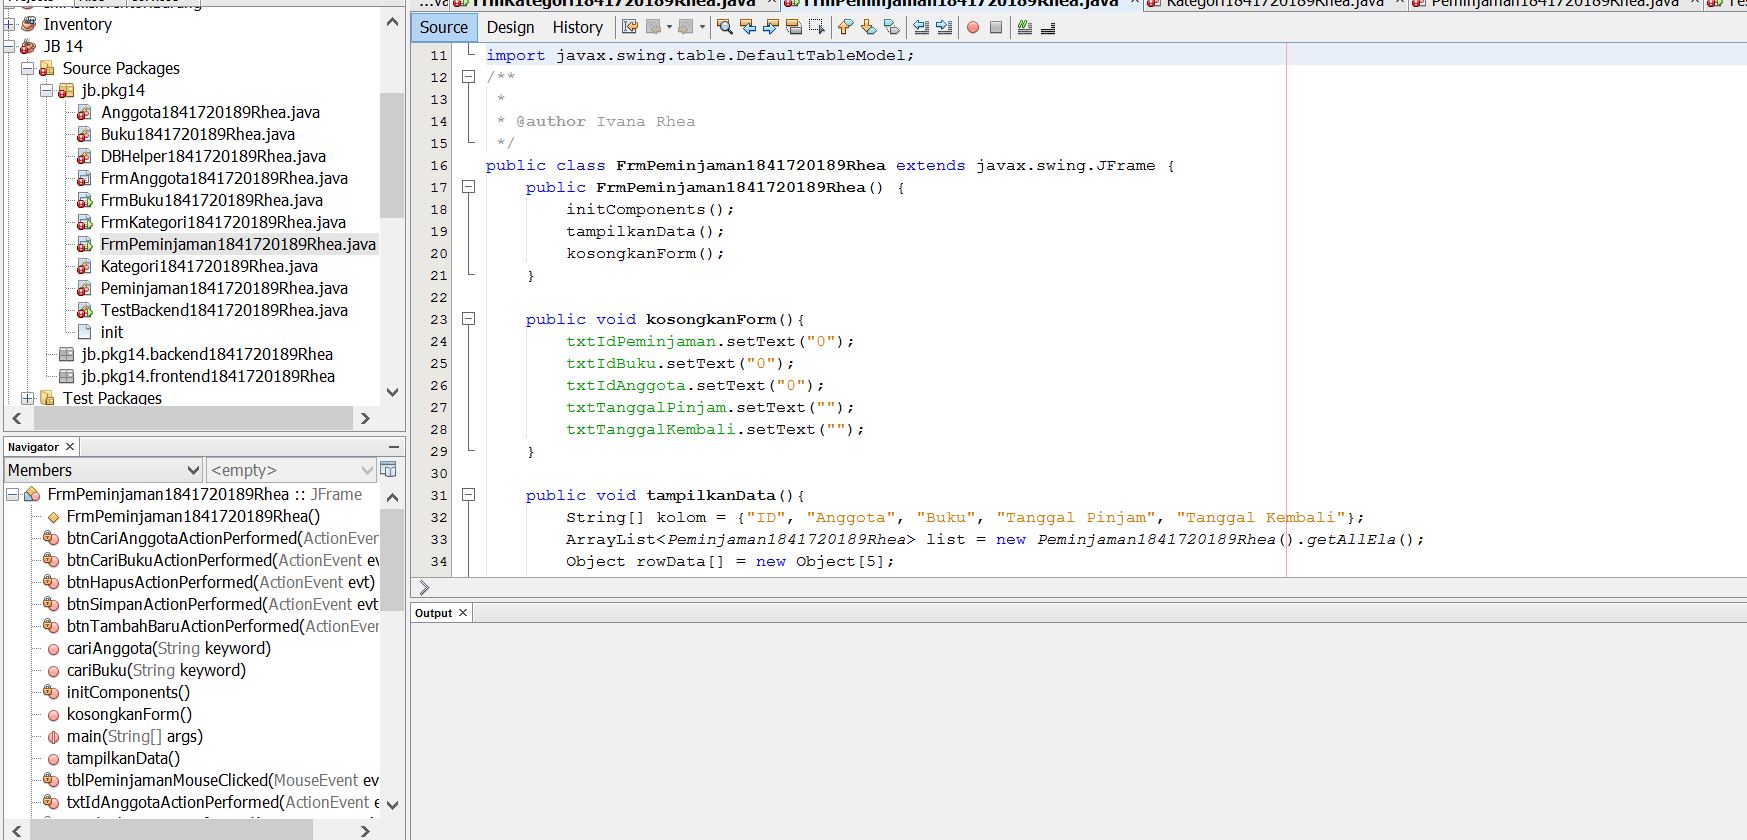 FrmKategori1841720189Rhea.java × FrmPeminjaman1841720189Rhea.java × Kategori1841720189Rhea.java × Peminjaman1841720189Rhea.java ×
Inventory
JB 14
Source Packages
jb.pkg14
Anggota1841720189Rhea.java
Buku1841720189Rhea.java
DBHelper1841720189Rhea.java
FrmAnggota1841720189Rhea.java
FrmBuku1841720189Rhea.java
FrmKategori1841720189Rhea.java
FrmPeminjaman1841720189Rhea.java
Kategori1841720189Rhea.java
Peminjaman1841720189Rhea.java
TestBackend1841720189Rhea.java
init
jb.pkg14.backend1841720189Rhea
jb.pkg14.frontend1841720189Rhea
Test Packages
Navigator ×
Members <empty>
FrmPeminjaman1841720189Rhea :: JFrame
FrmPeminjaman1841720189Rhea()
btnCariAnggotaActionPerformed(ActionEver
btnCariBukuActionPerformed(ActionEvent ev
btnHapusActionPerformed(ActionEvent evt)
btnSimpanActionPerformed(ActionEvent evt
btnTambahBaruActionPerformed(ActionEver
cariAnggota(String keyword)
cariBuku(String keyword)
initComponents()
kosongkanForm()
main(String[] args)
tampilkanData()
tblPeminjamanMouseClicked(MouseEvent ev
txtIdAnggotaActionPerformed(ActionEvent e
Source Design History
11 import javax.swing.table.DefaultTableModel;
12 /**
13 *
14 * @author Ivana Rhea
15 */
16 public class FrmPeminjaman1841720189Rhea extends javax.swing.JFrame {
17 public FrmPeminjaman1841720189Rhea() {
18 initComponents();
19 tampilkanData();
20 kosongkanForm();
21 }
22
23 public void kosongkanForm(){
24 txtIdPeminjaman.setText("0");
25 txtIdBuku.setText("0");
26 txtIdAnggota.setText("0");
27 txtTanggalPinjam.setText("");
28 txtTanggalKembali.setText("");
29 }
30
31 public void tampilkanData(){
32 String[] kolom = {"ID", "Anggota", "Buku", "Tanggal Pinjam", "Tanggal Kembali"};
33 ArrayList<Peminjaman1841720189Rhea> list = new Peminjaman1841720189Rhea().getAllEla();
34 Object rowData[] = new Object[5];
Output ×